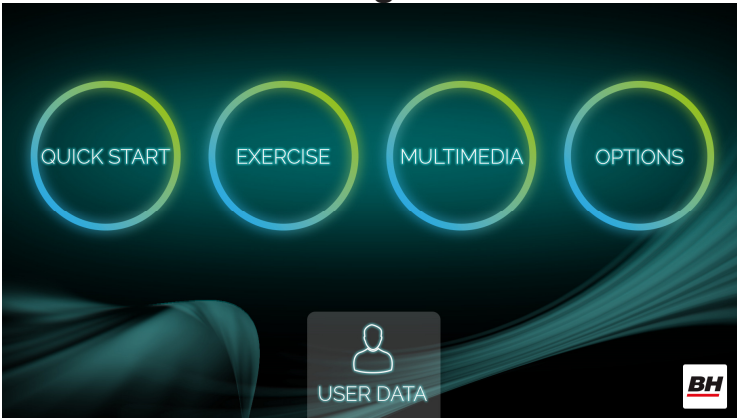 QUICK START
EXERCISE
MULTIMEDIA
OPTIONS
USER DATA
BH